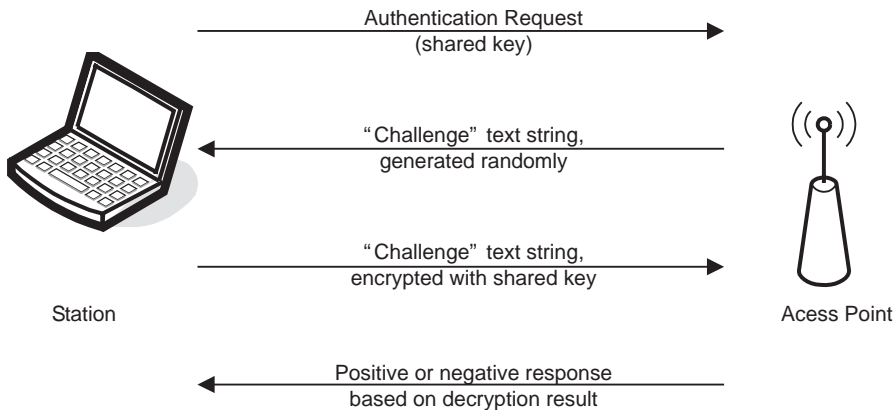 Authentication Request
(shared key)
“Challenge” text string,
generated randomly
“Challenge” text string,
encrypted with shared key
Station
Acess Point
Positive or negative response
based on decryption result